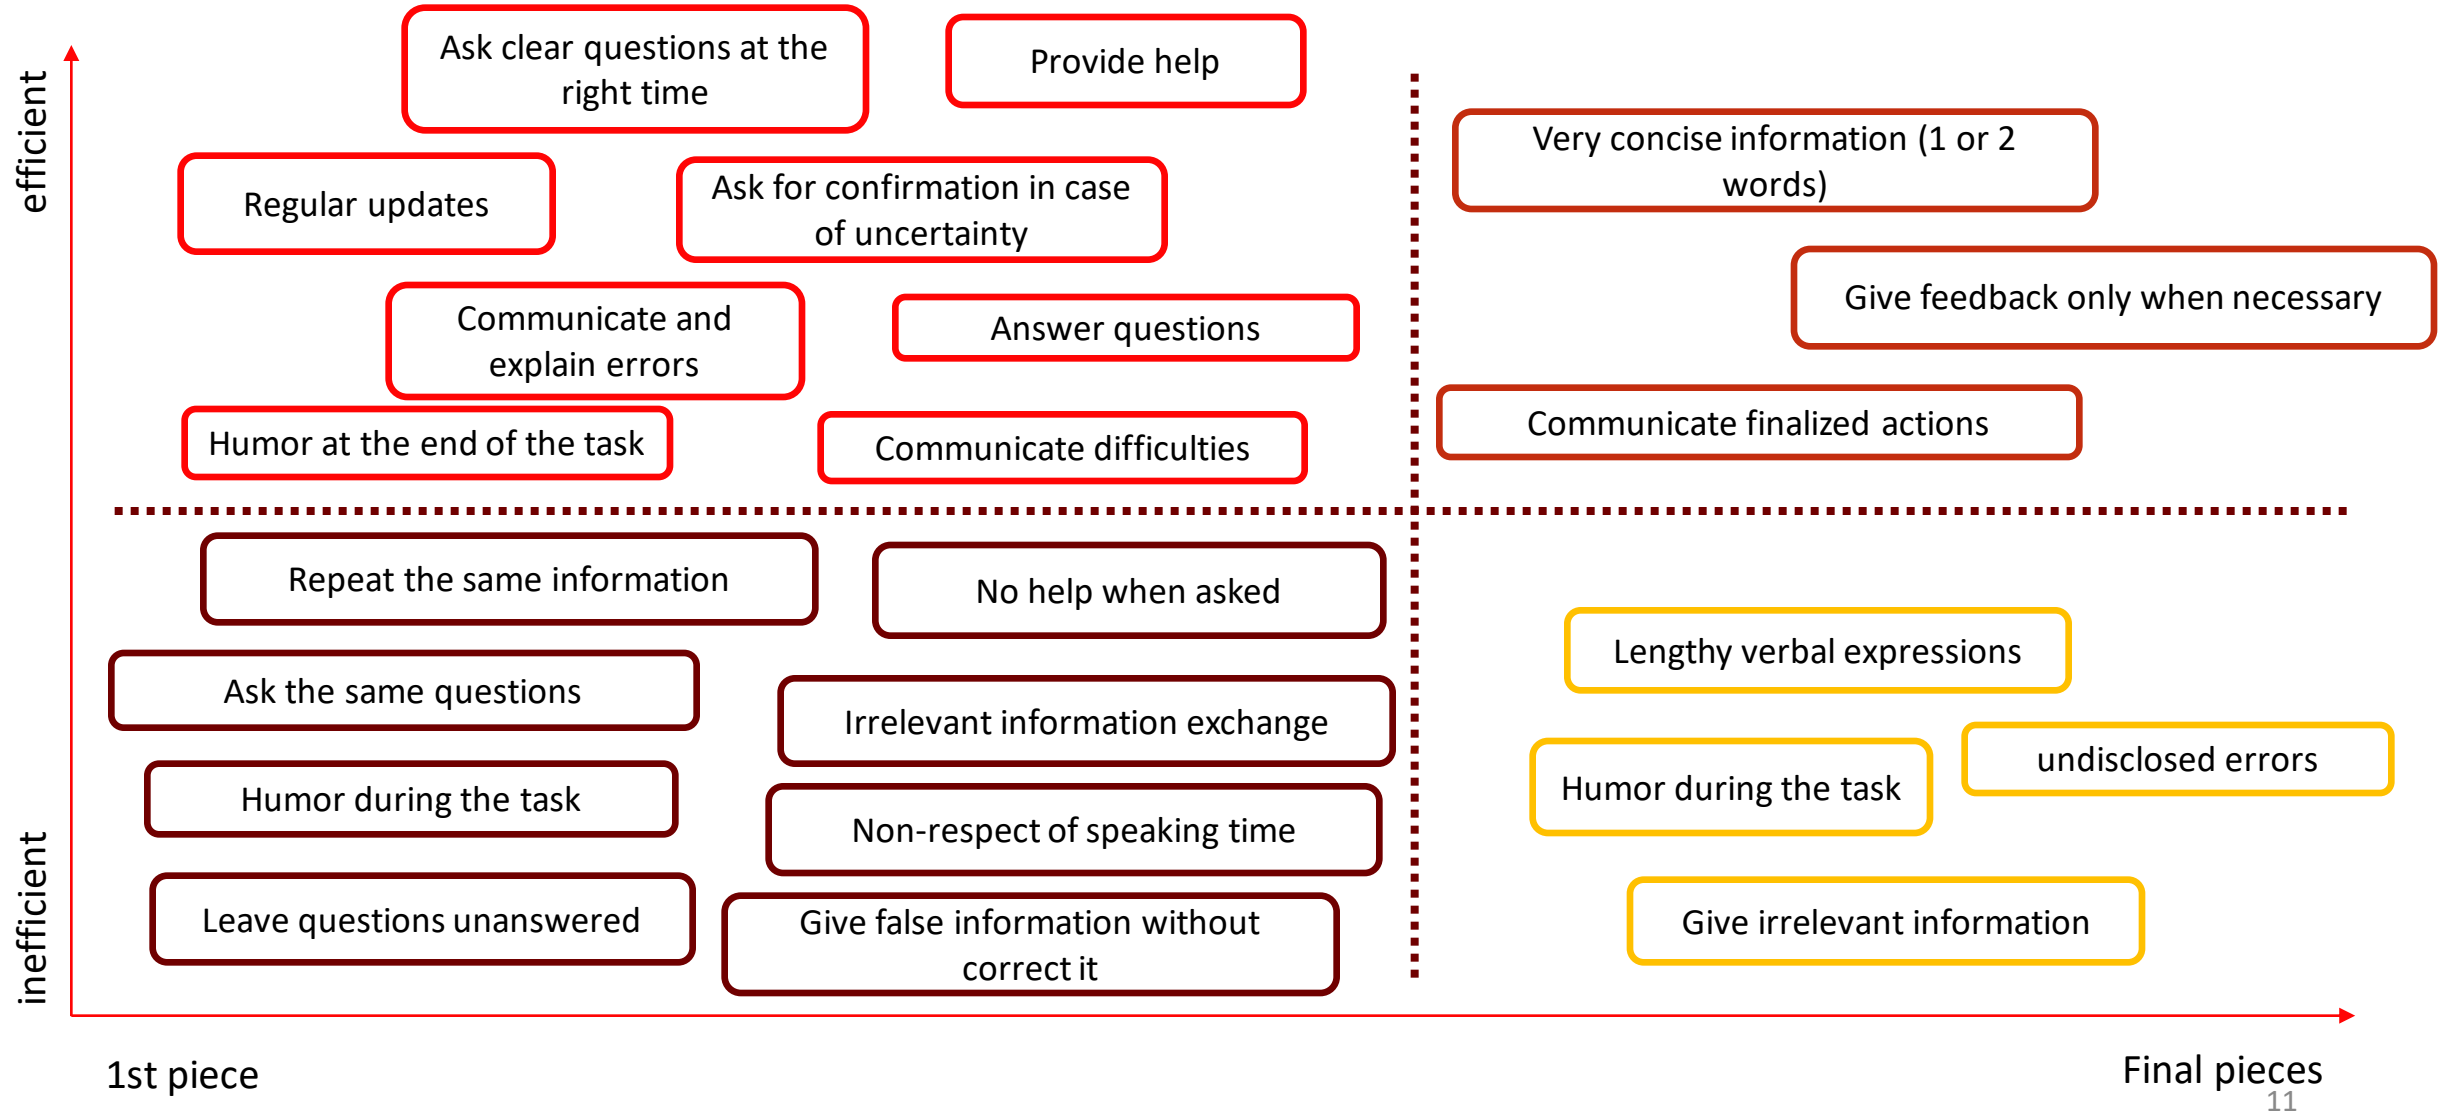 efficient
Ask clear questions at the
right time
Provide help
Regular updates
Ask for confirmation in case
of uncertainty
Communicate and
explain errors
Answer questions
Humor at the end of the task
Communicate difficulties
Very concise information (1 or 2
words)
Give feedback only when necessary
Communicate finalized actions
inefficient
Repeat the same information
No help when asked
Ask the same questions
Irrelevant information exchange
Humor during the task
Non-respect of speaking time
Leave questions unanswered
Give false information without
correct it
Lengthy verbal expressions
undisclosed errors
Humor during the task
Give irrelevant information
1st piece
Final pieces
11